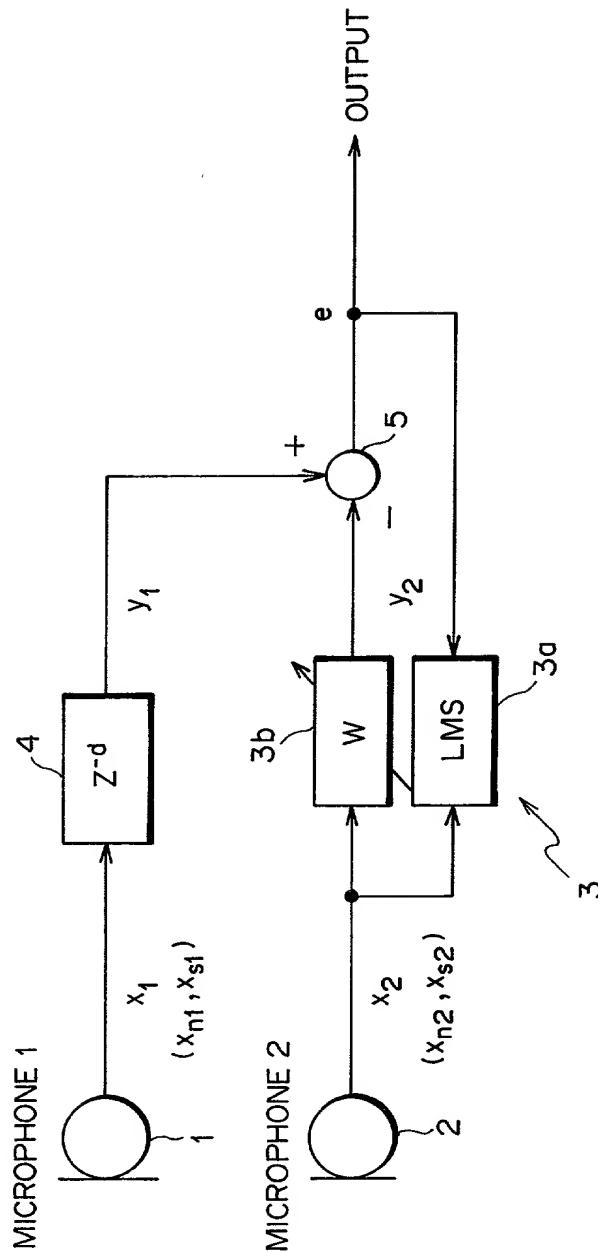 MICROPHONE 1
1
x₁
(xₙ₁, xₛ₁)
4
Z⁻ᵈ
y₁
+
5
−
e
OUTPUT
MICROPHONE 2
2
x₂
(xₙ₂, xₛ₂)
3b
W
y₂
LMS
3a
3